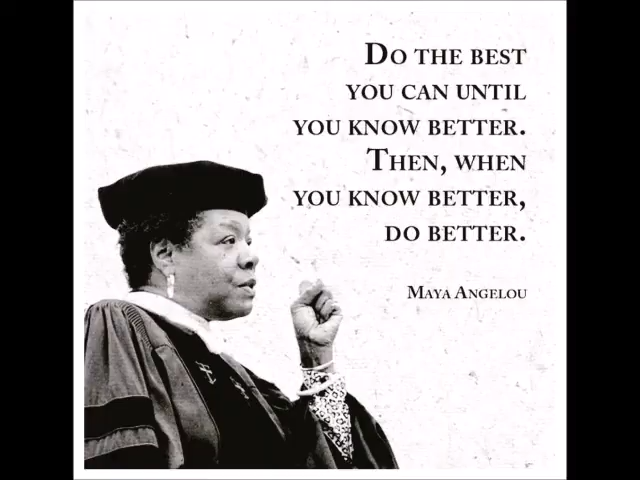 Do the best
you can until
you know better.
Then, when
you know better,
do better.
Maya Angelou